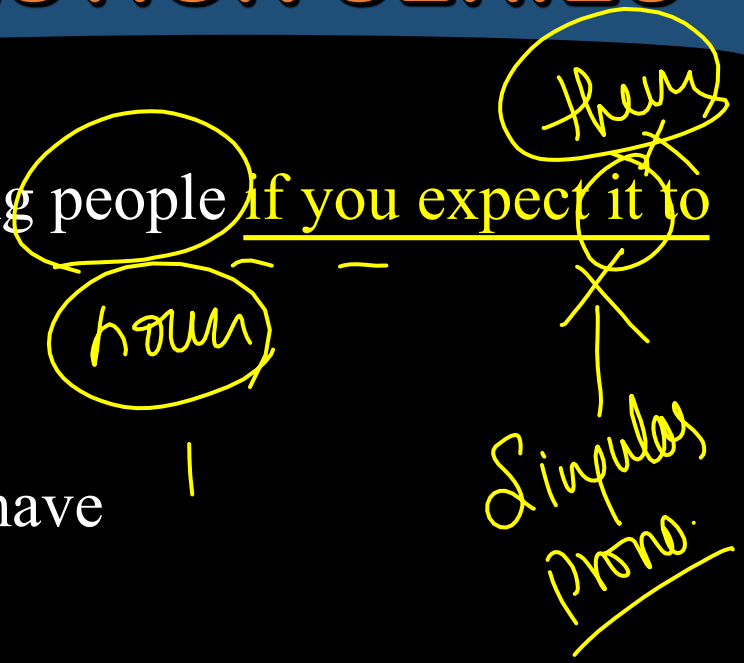 them
g people if you expect it to
noun
have
Singular
Prono.